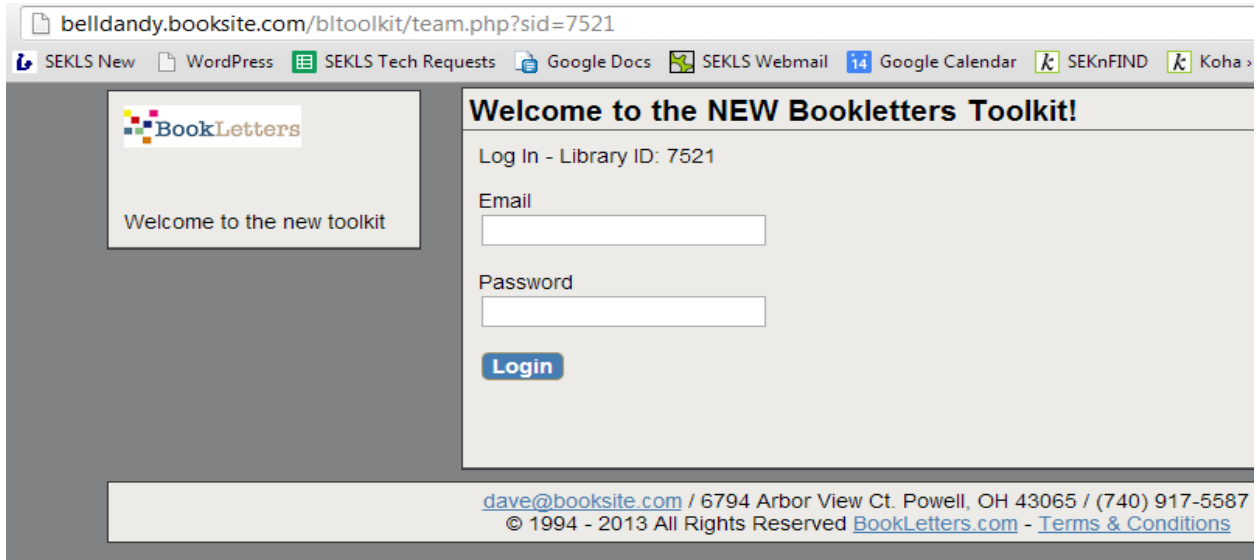 belldandy.booksite.com/bltoolkit/team.php?sid=7521
SEKLS New WordPress SEKLS Tech Requests Google Docs SEKLS Webmail 14 Google Calendar k SEKnFIND k Koha ›
BookLetters
Welcome to the new toolkit
Welcome to the NEW Bookletters Toolkit!
Log In - Library ID: 7521
Email
Password
Login
dave@booksite.com / 6794 Arbor View Ct. Powell, OH 43065 / (740) 917-5587
© 1994 - 2013 All Rights Reserved BookLetters.com - Terms & Conditions